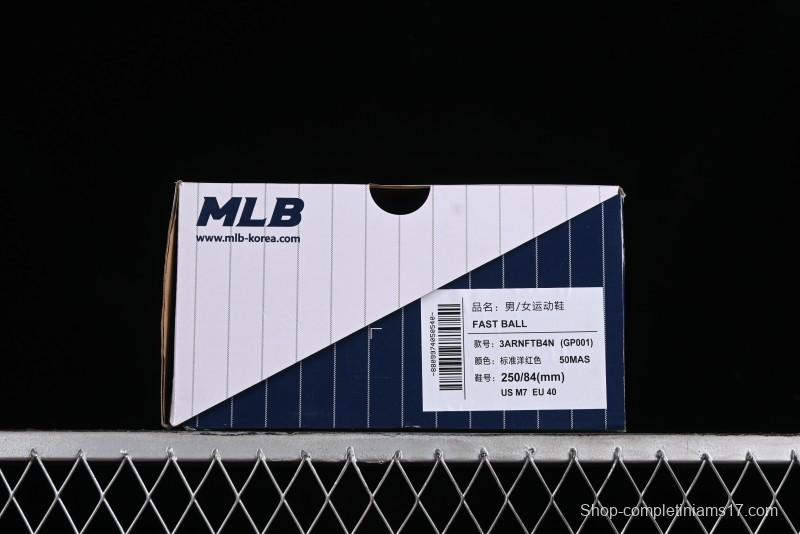 MLB
www.mlb-korea.com
品名：男/女运动鞋
FAST BALL
款号：3ARNFTB4N (GP001)
颜色：标准洋红色 50MAS
鞋号：250/84(mm)
US M7 EU 40
Shop-completiniams17.com